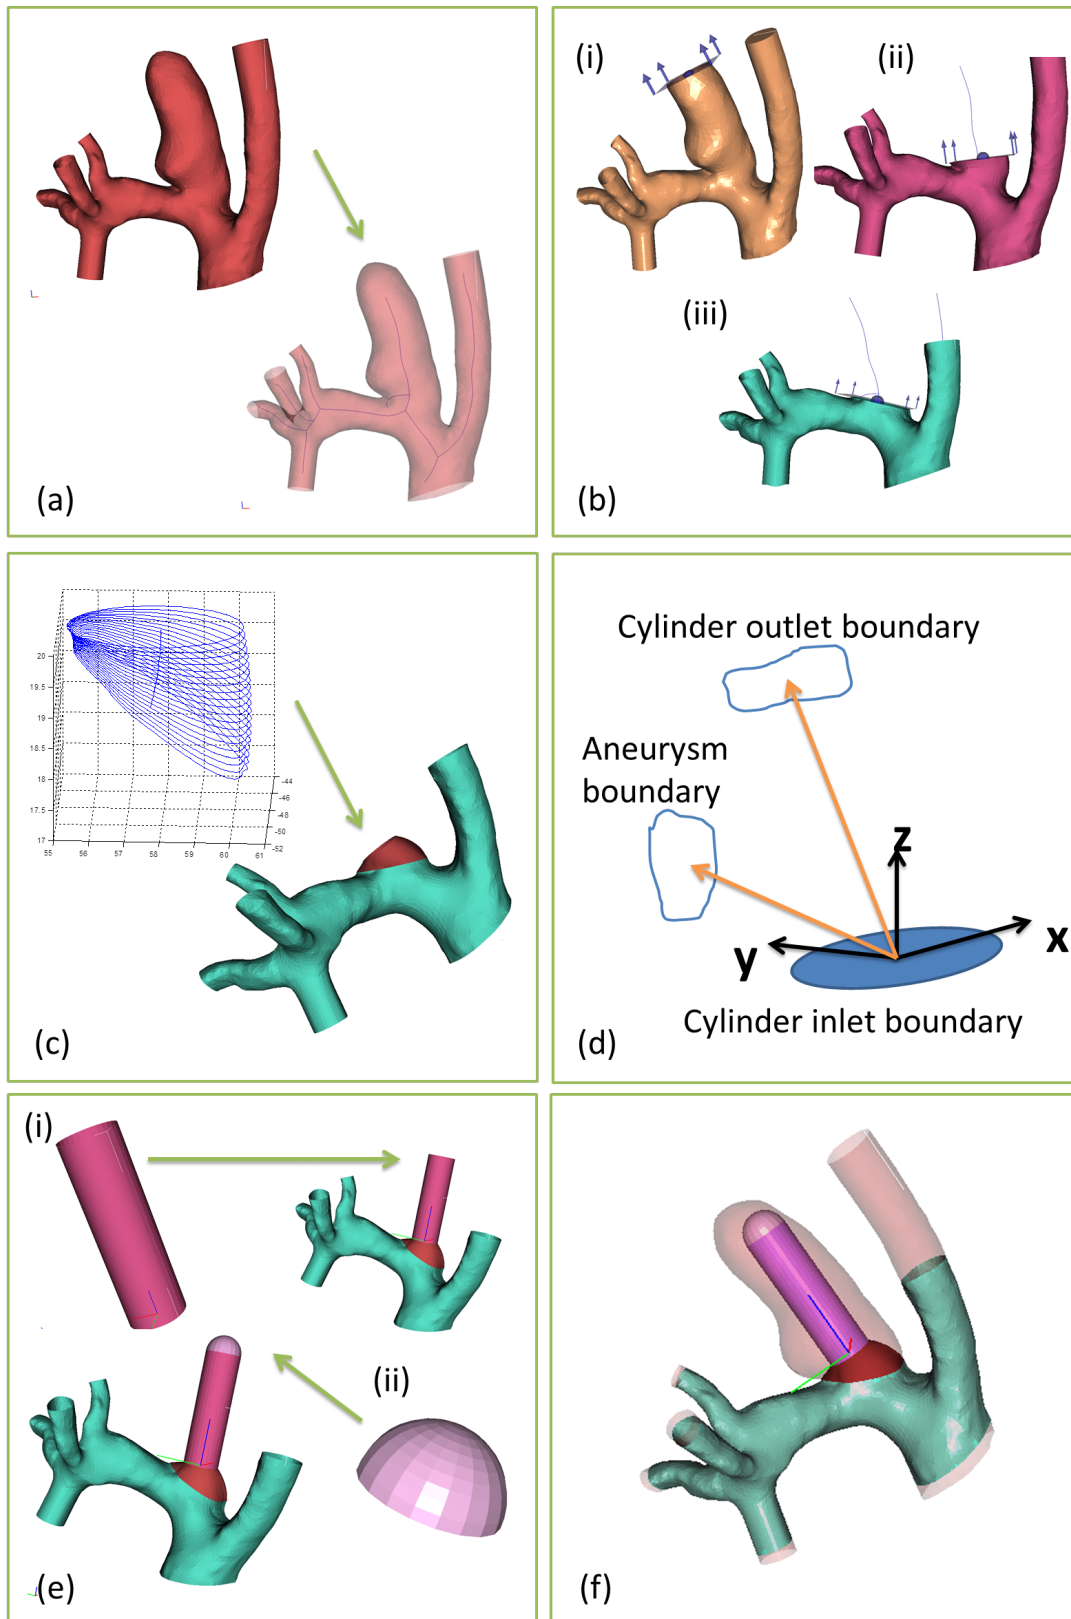 (a)
(i)
(ii)
(iii)
(b)
20
19.5
19
18.5
18
17.5
17
55
56
57
58
59
60
61
-44
-46
-48
-50
-52
(c)
Cylinder outlet boundary
Aneurysm
boundary
z
y
x
Cylinder inlet boundary
(d)
(i)
(ii)
(e)
(f)